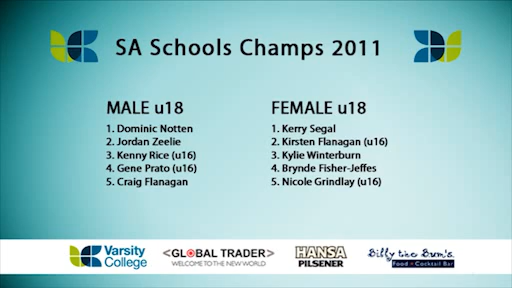 SA Schools Champs 2011
MALE u18
1. Dominic Notten
2. Jordan Zeelie
3. Kenny Rice (u16)
4. Gene Prato (u16)
5. Craig Flanagan
FEMALE u18
1. Kerry Segal
2. Kirsten Flanagan (u16)
3. Kylie Winterburn
4. Brynde Fisher-Jeffes
5. Nicole Grindlay (u16)
Varsity College
<GLOBAL TRADER>
WELCOME TO THE NEW WORLD
HANSA
PILSENER
Billy the Bum's
Food - Cocktail Bar